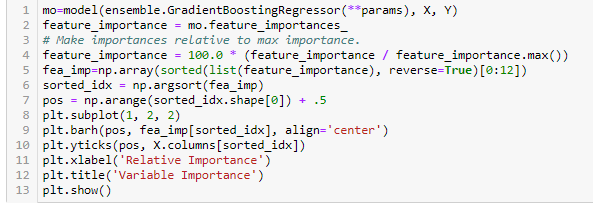 1 mo=model(ensemble.GradientBoostingRegressor(**params), X, Y)
2 feature_importance = mo.feature_importances_
3 # Make importances relative to max importance.
4 feature_importance = 100.0 * (feature_importance / feature_importance.max())
5 fea_imp=np.array(sorted(list(feature_importance), reverse=True)[0:12])
6 sorted_idx = np.argsort(fea_imp)
7 pos = np.arange(sorted_idx.shape[0]) + .5
8 plt.subplot(1, 2, 2)
9 plt.barh(pos, fea_imp[sorted_idx], align='center')
10 plt.yticks(pos, X.columns[sorted_idx])
11 plt.xlabel('Relative Importance')
12 plt.title('Variable Importance')
13 plt.show()